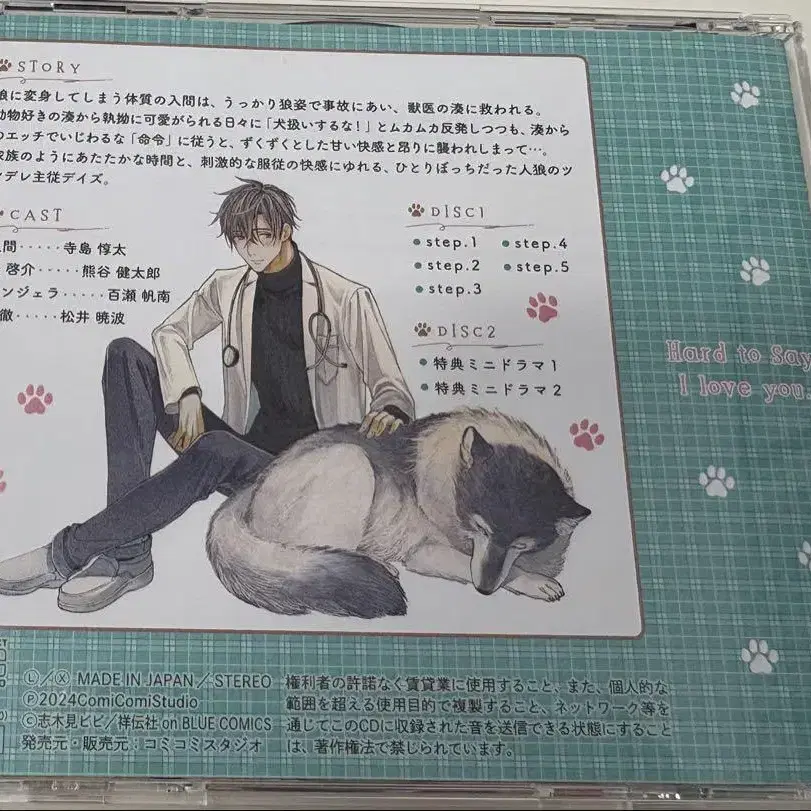 STORY
狼に変身してしまう体質の入間は、うっかり狼姿で事故にあい、獣医の湊に救われる。
動物好きの湊から執拗に可愛がられる日々に「犬扱いするな！」とムカムカ反発しつつも、湊から
のエッチでいじわるな「命令」に従うと、ずくずくとした甘い快感と昂りに襲われしまって…。
家族のようにあたたかな時間と、刺激的な服従の快感にゆれる、ひとりぼっちだった人狼のツ
ンデレ主従デイズ。
CAST
間‥‥‥寺島 惇太
啓介‥‥‥熊谷 健太郎
ンジェラ‥‥‥百瀬 帆南
徹‥‥‥松井 暁波
DISC1
step.1
step.2
step.3
step.4
step.5
DISC2
特典ミニドラマ1
特典ミニドラマ2
Hard to Say
I love you.
Ⓛ／Ⓧ MADE IN JAPAN／STEREO
Ⓟ2024ComiComiStudio
©志木見ビビ／祥伝社 on BLUE COMICS
発売元・販売元：コミコミスタジオ
権利者の許諾なく賃貸業に使用すること、また、個人的な
範囲を超える使用目的で複製すること、ネットワーク等を
通じてこのCDに収録された音を送信できる状態にすること
は、著作権法で禁じられています。